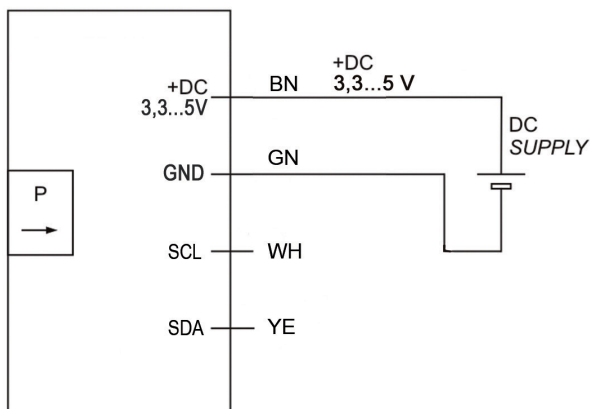 +DC
3,3...5V
BN
+DC
3,3...5 V
DC
SUPPLY
GND
GN
P
SCL
WH
SDA
YE